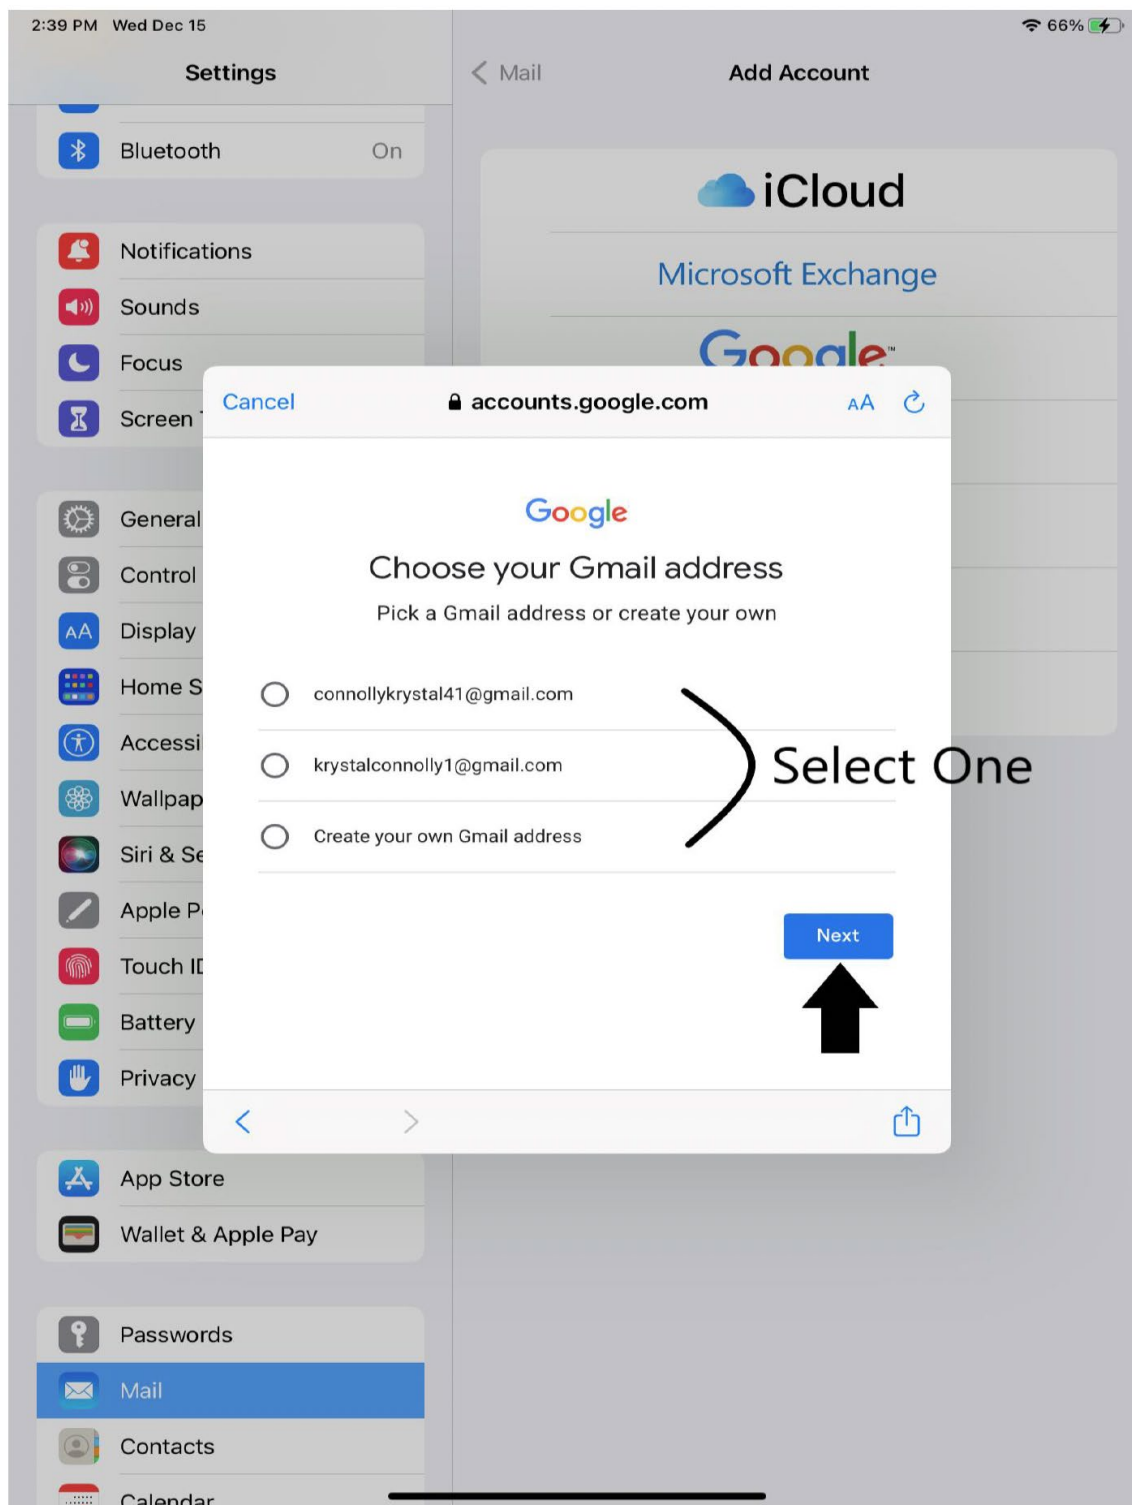 2:39 PM Wed Dec 15
66%
Settings
Mail
Add Account
Bluetooth On
Notifications
Sounds
Focus
Screen
General
Control
Display
Home S
Accessi
Wallpap
Siri & Se
Apple P
Touch ID
Battery
Privacy
App Store
Wallet & Apple Pay
Passwords
Mail
Contacts
Calendar
iCloud
Microsoft Exchange
Google™
Cancel
accounts.google.com
AA
Google
Choose your Gmail address
Pick a Gmail address or create your own
connollykrystal41@gmail.com
krystalconnolly1@gmail.com
Create your own Gmail address
Select One
Next